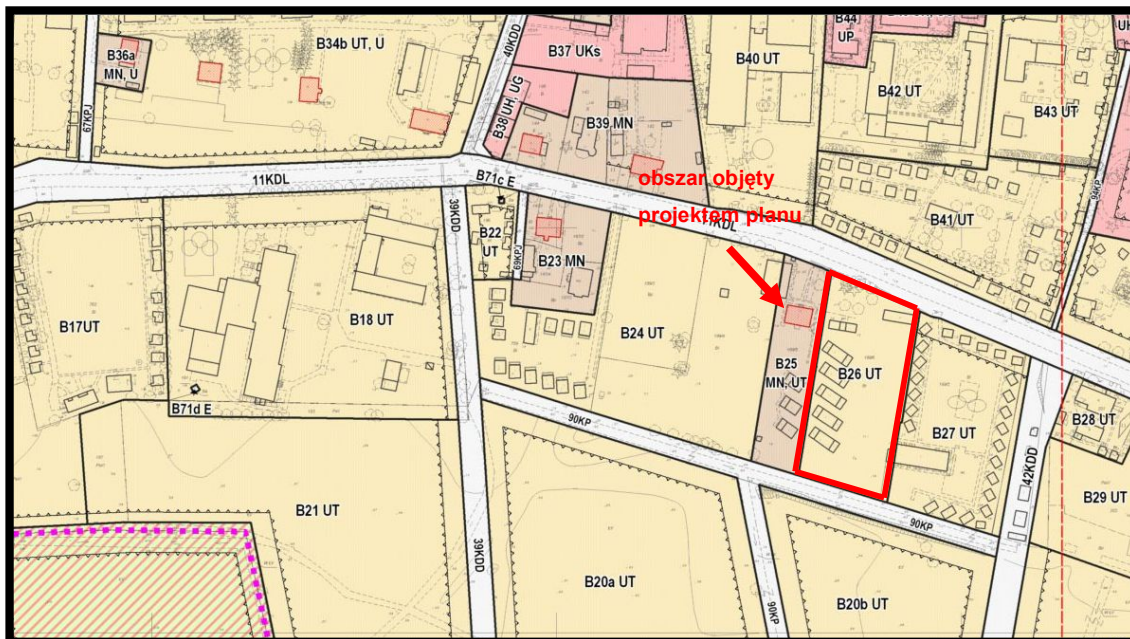 B36a
MN, U
B34b UT, U
40KDD
B37 UKs
B38 UH, UG
B39 MN
B40 UT
B44
UP
B42 UT
B43 UT
67KPJ
94KP
11KDL
B71c E
obszar objęty
projektem planu
11KDL
B41 UT
39KDD
B22
UT
69KPJ
B23 MN
B17UT
B18 UT
B24 UT
B25
MN, UT
B26 UT
B27 UT
B28 UT
B71d E
90KP
42KDD
B29 UT
B21 UT
39KDD
B20a UT
90KP
90KP
B20b UT